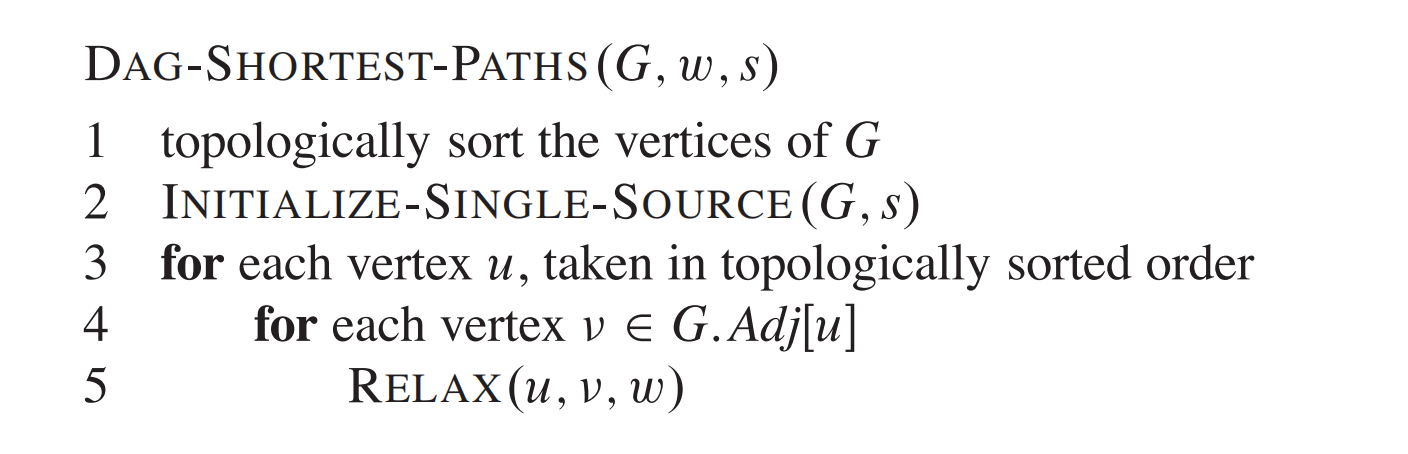 DAG-SHORTEST-PATHS(G, w, s)
1 topologically sort the vertices of G
2 INITIALIZE-SINGLE-SOURCE(G, s)
3 for each vertex u, taken in topologically sorted order
4 for each vertex v ∈ G.Adj[u]
5 RELAX(u, v, w)